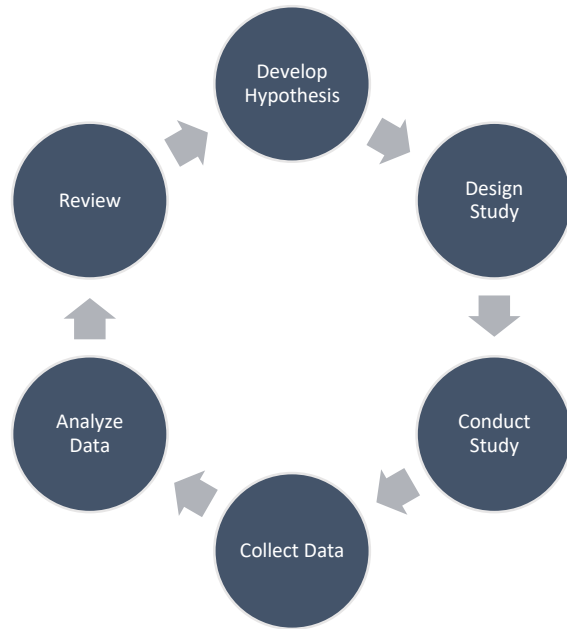 Develop
Hypothesis
Design
Study
Conduct
Study
Collect Data
Analyze
Data
Review